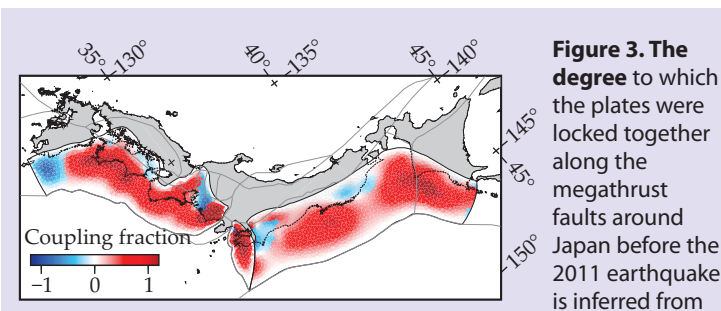 35°
130°
40°
135°
45°
140°
145°
45°
150°
Coupling fraction
−1 0 1
Figure 3. The
degree to which
the plates were
locked together
along the
megathrust
faults around
Japan before the
2011 earthquake
is inferred from